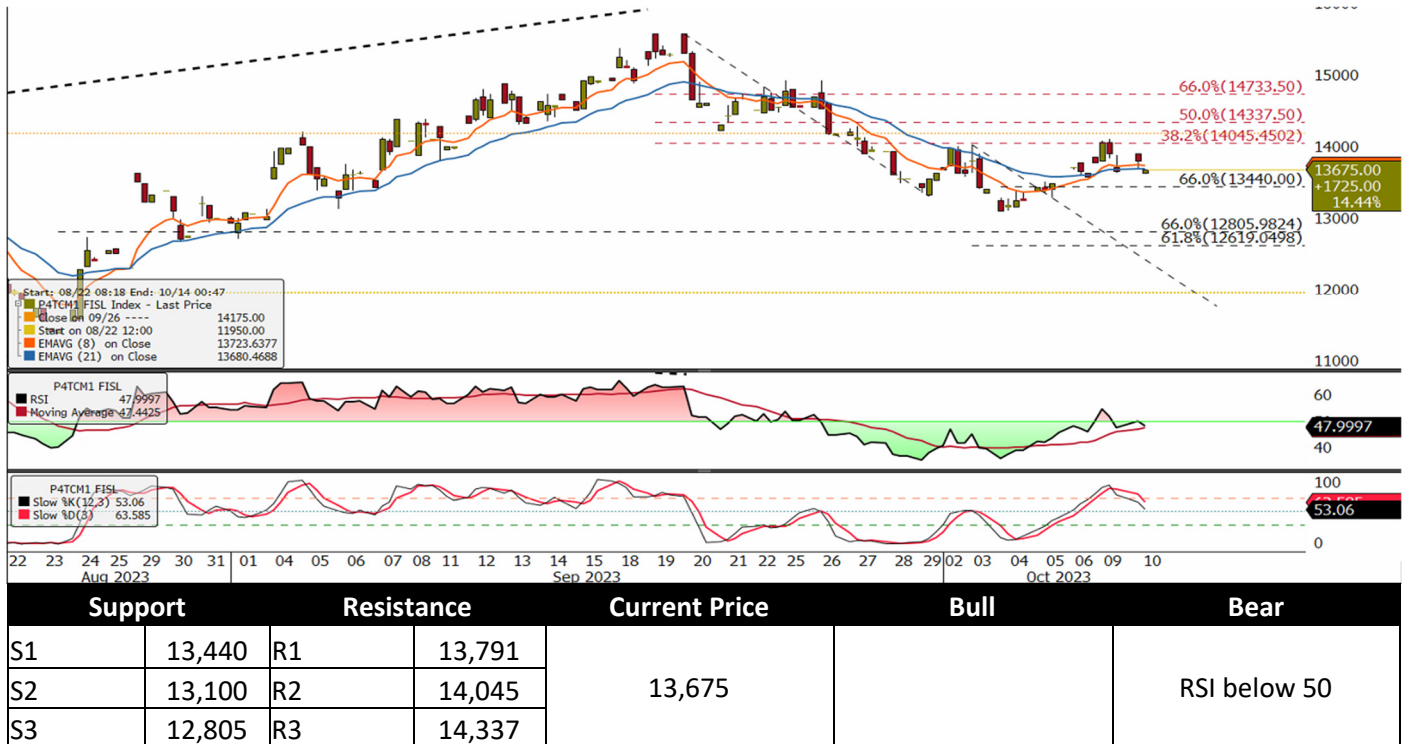 15000
66.0%(14733.50)
50.0%(14337.50)
38.2%(14045.4502)
14000
13675.00
+1725.00
14.44%
66.0%(13440.00)
13000
66.0%(12805.9824)
61.8%(12619.0498)
12000
11000
Start: 08/22 08:18 End: 10/14 00:47
P4TCM1 FISL Index - Last Price
Close on 09/26 ---- 14175.00
Start on 08/22 12:00 11950.00
EMAVG (8) on Close 13723.6377
EMAVG (21) on Close 13680.4688
P4TCM1 FISL
RSI 47.9997
Moving Average 47.4425
60
47.9997
40
P4TCM1 FISL
Slow %K(12,3) 53.06
Slow %D(3) 63.585
100
53.06
0
22 23 24 25 29 30 31 01 04 05 06 07 08 11 12 13 14 15 18 19 20 21 22 25 26 27 28 29 02 03 04 05 06 09 10
Aug 2023 Sep 2023 Oct 2023
Support Resistance Current Price Bull Bear
S1 13,440 R1 13,791
S2 13,100 R2 14,045 13,675 RSI below 50
S3 12,805 R3 14,337